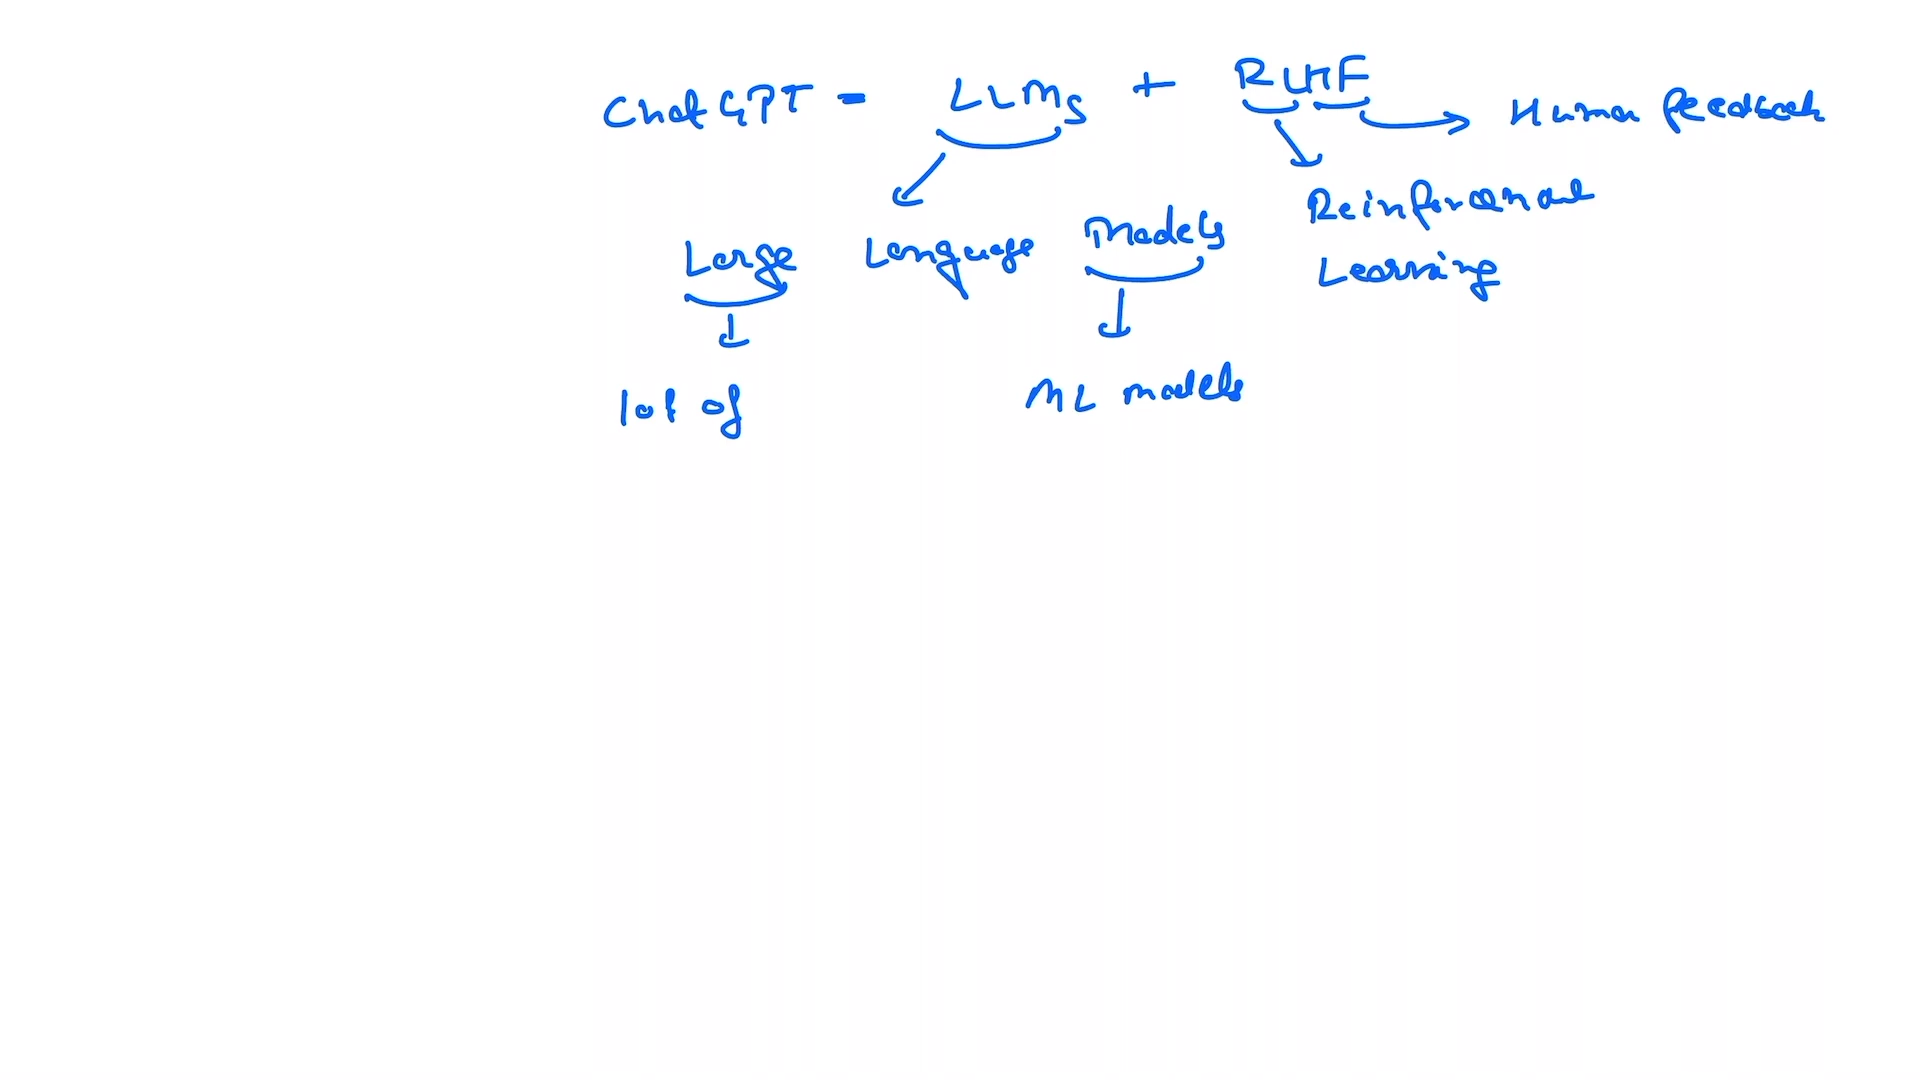 ChatGPT = LLMs + RLHF → Human feedback
Large Language Models
Reinforcement
Learning
lot of
ML models